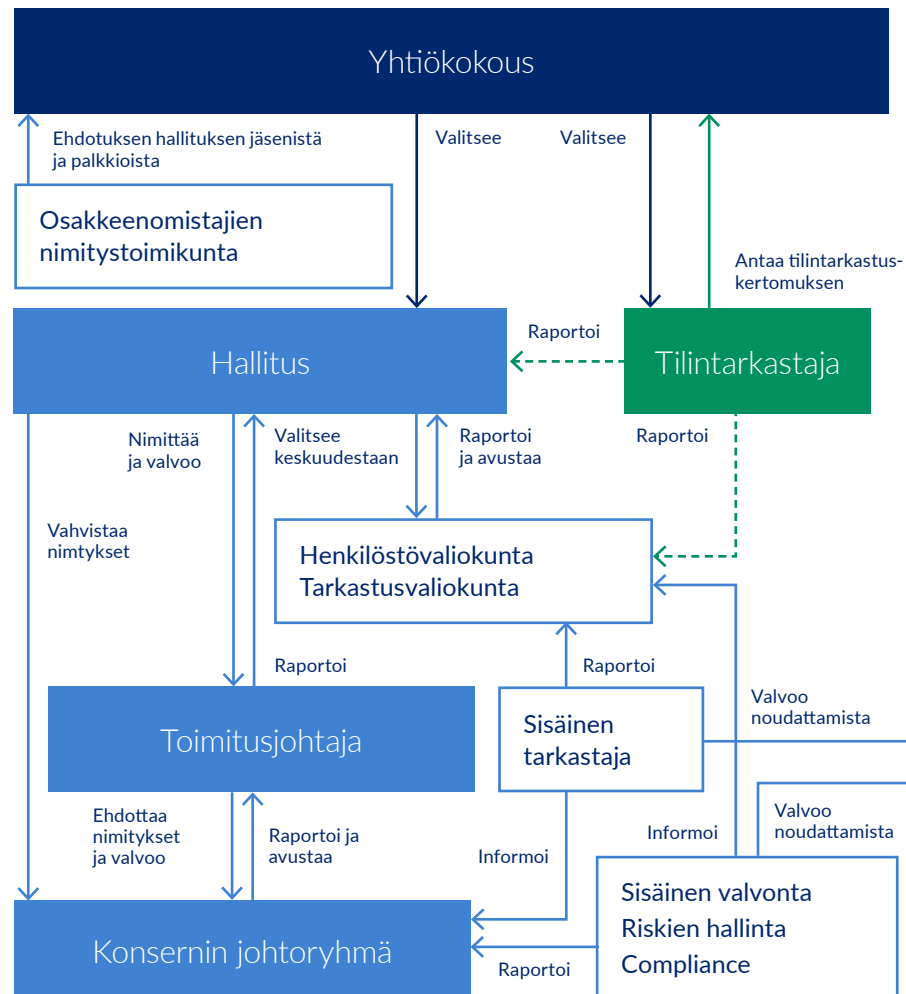 Yhtiökokous
Ehdotuksen hallituksen jäsenistä
ja palkkioista
Valitsee
Valitsee
Osakkeenomistajien
nimitystoimikunta
Antaa tilintarkastus-
kertomuksen
Hallitus
Raportoi
Tilintarkastaja
Nimittää
ja valvoo
Valitsee
keskuudestaan
Raportoi
ja avustaa
Raportoi
Vahvistaa
nimtykset
Henkilöstövaliokunta
Tarkastusvaliokunta
Raportoi
Raportoi
Valvoo
noudattamista
Toimitusjohtaja
Sisäinen
tarkastaja
Ehdottaa
nimitykset
ja valvoo
Raportoi ja
avustaa
Informoi
Informoi
Valvoo
noudattamista
Sisäinen valvonta
Riskien hallinta
Compliance
Konsernin johtoryhmä
Raportoi